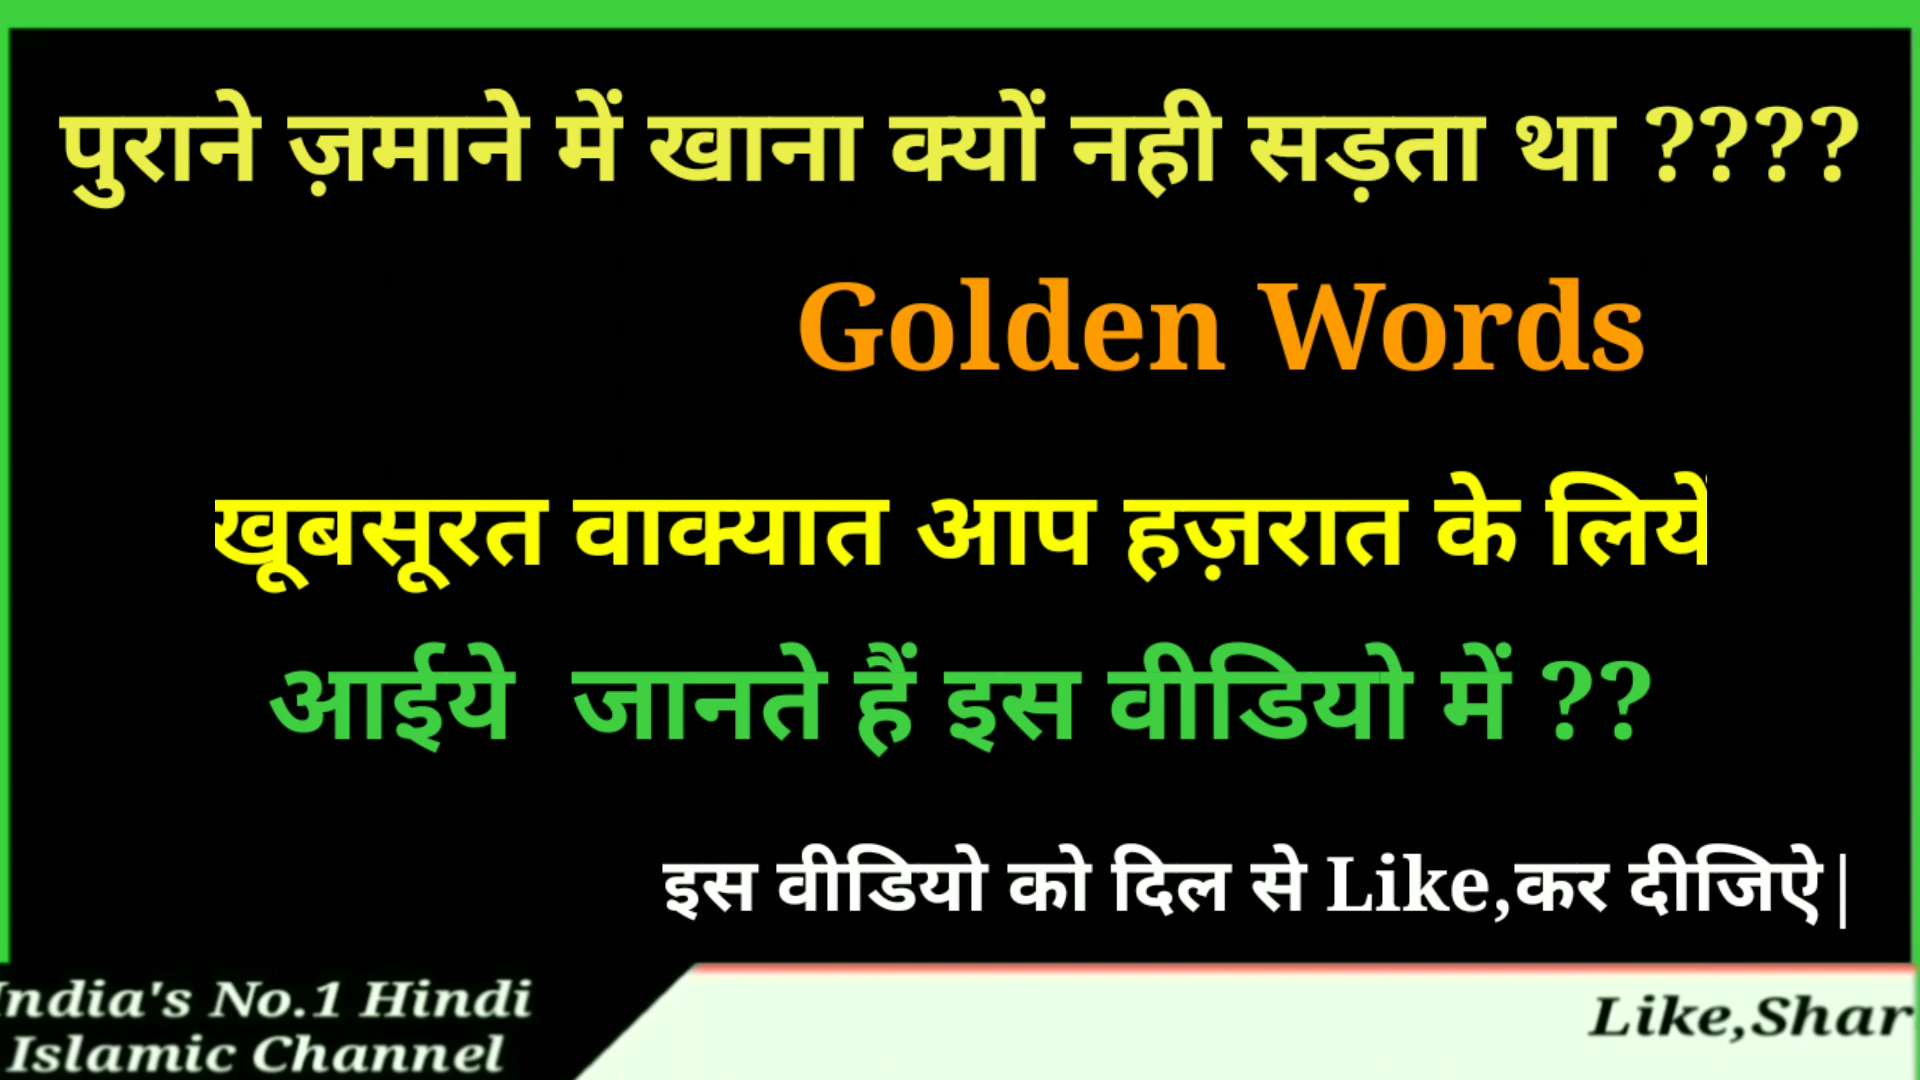 पुराने ज़माने में खाना क्यों नही सड़ता था ????
Golden Words
खूबसूरत वाक्यात आप हज़रात के लिये
आईये जानते हैं इस वीडियो में ??
इस वीडियो को दिल से Like,कर दीजिऐ|
India's No.1 Hindi
Islamic Channel
Like,Shar